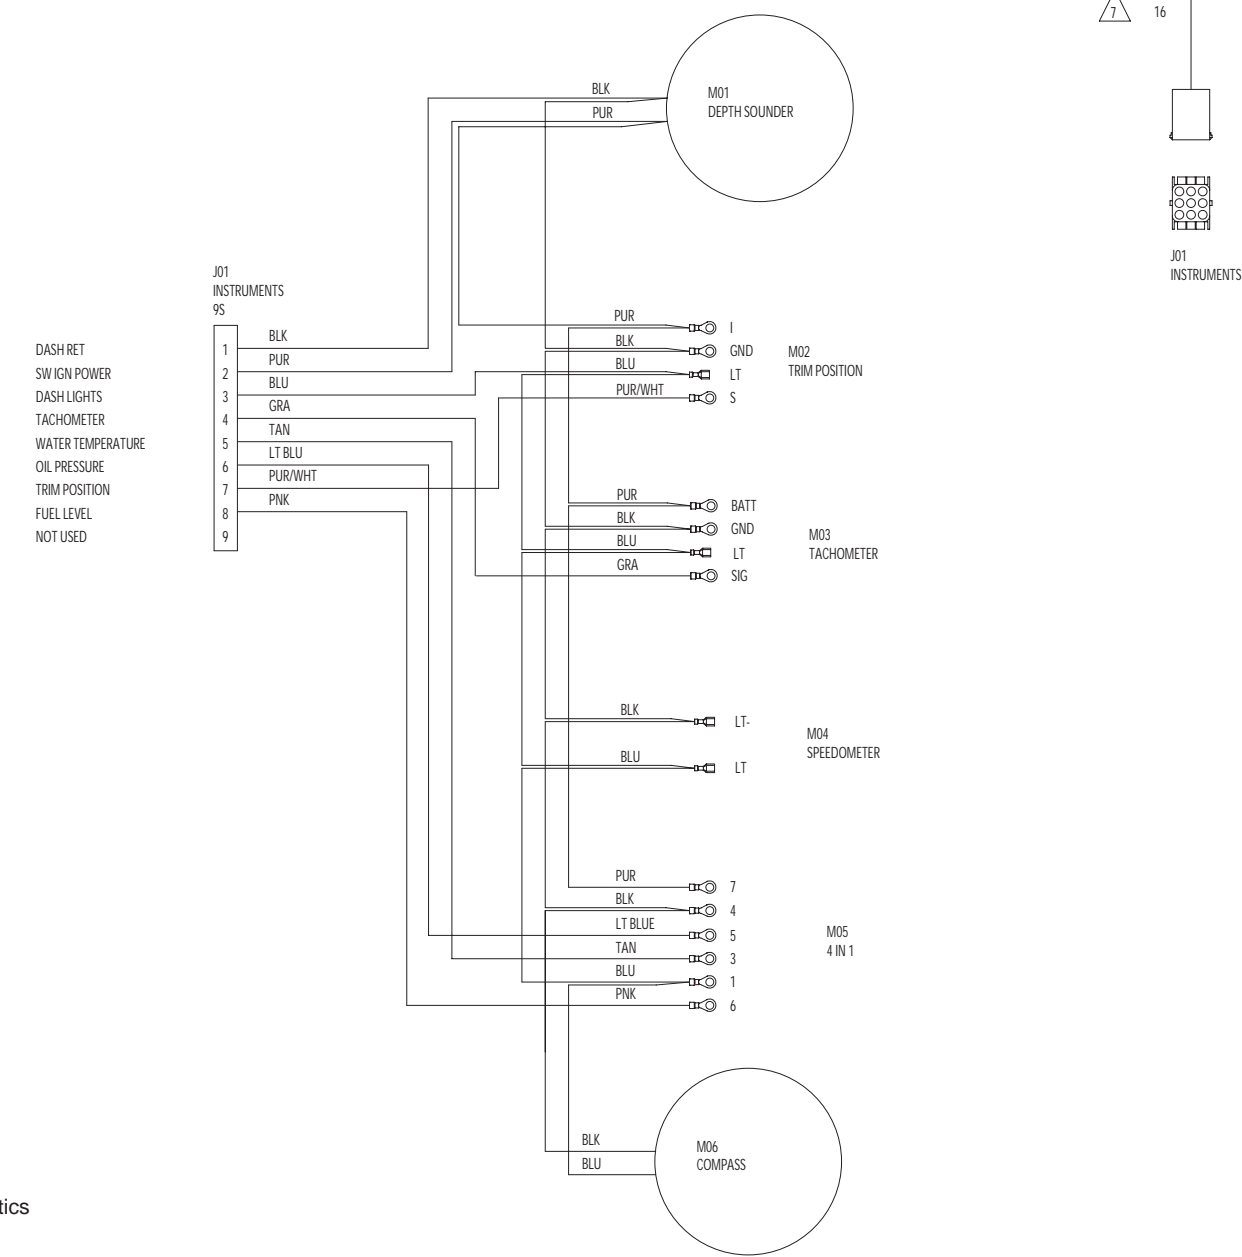 7 16
BLK
PUR
M01
DEPTH SOUNDER
J01
INSTRUMENTS
J01
INSTRUMENTS
9S
DASH RET 1 BLK
SW IGN POWER 2 PUR
DASH LIGHTS 3 BLU
TACHOMETER 4 GRA
WATER TEMPERATURE 5 TAN
OIL PRESSURE 6 LT BLU
TRIM POSITION 7 PUR/WHT
FUEL LEVEL 8 PNK
NOT USED 9
PUR I
BLK GND
BLU LT
PUR/WHT S
M02
TRIM POSITION
PUR BATT
BLK GND
BLU LT
GRA SIG
M03
TACHOMETER
BLK LT-
BLU LT
M04
SPEEDOMETER
PUR 7
BLK 4
LT BLUE 5
TAN 3
BLU 1
PNK 6
M05
4 IN 1
BLK
BLU
M06
COMPASS
tics